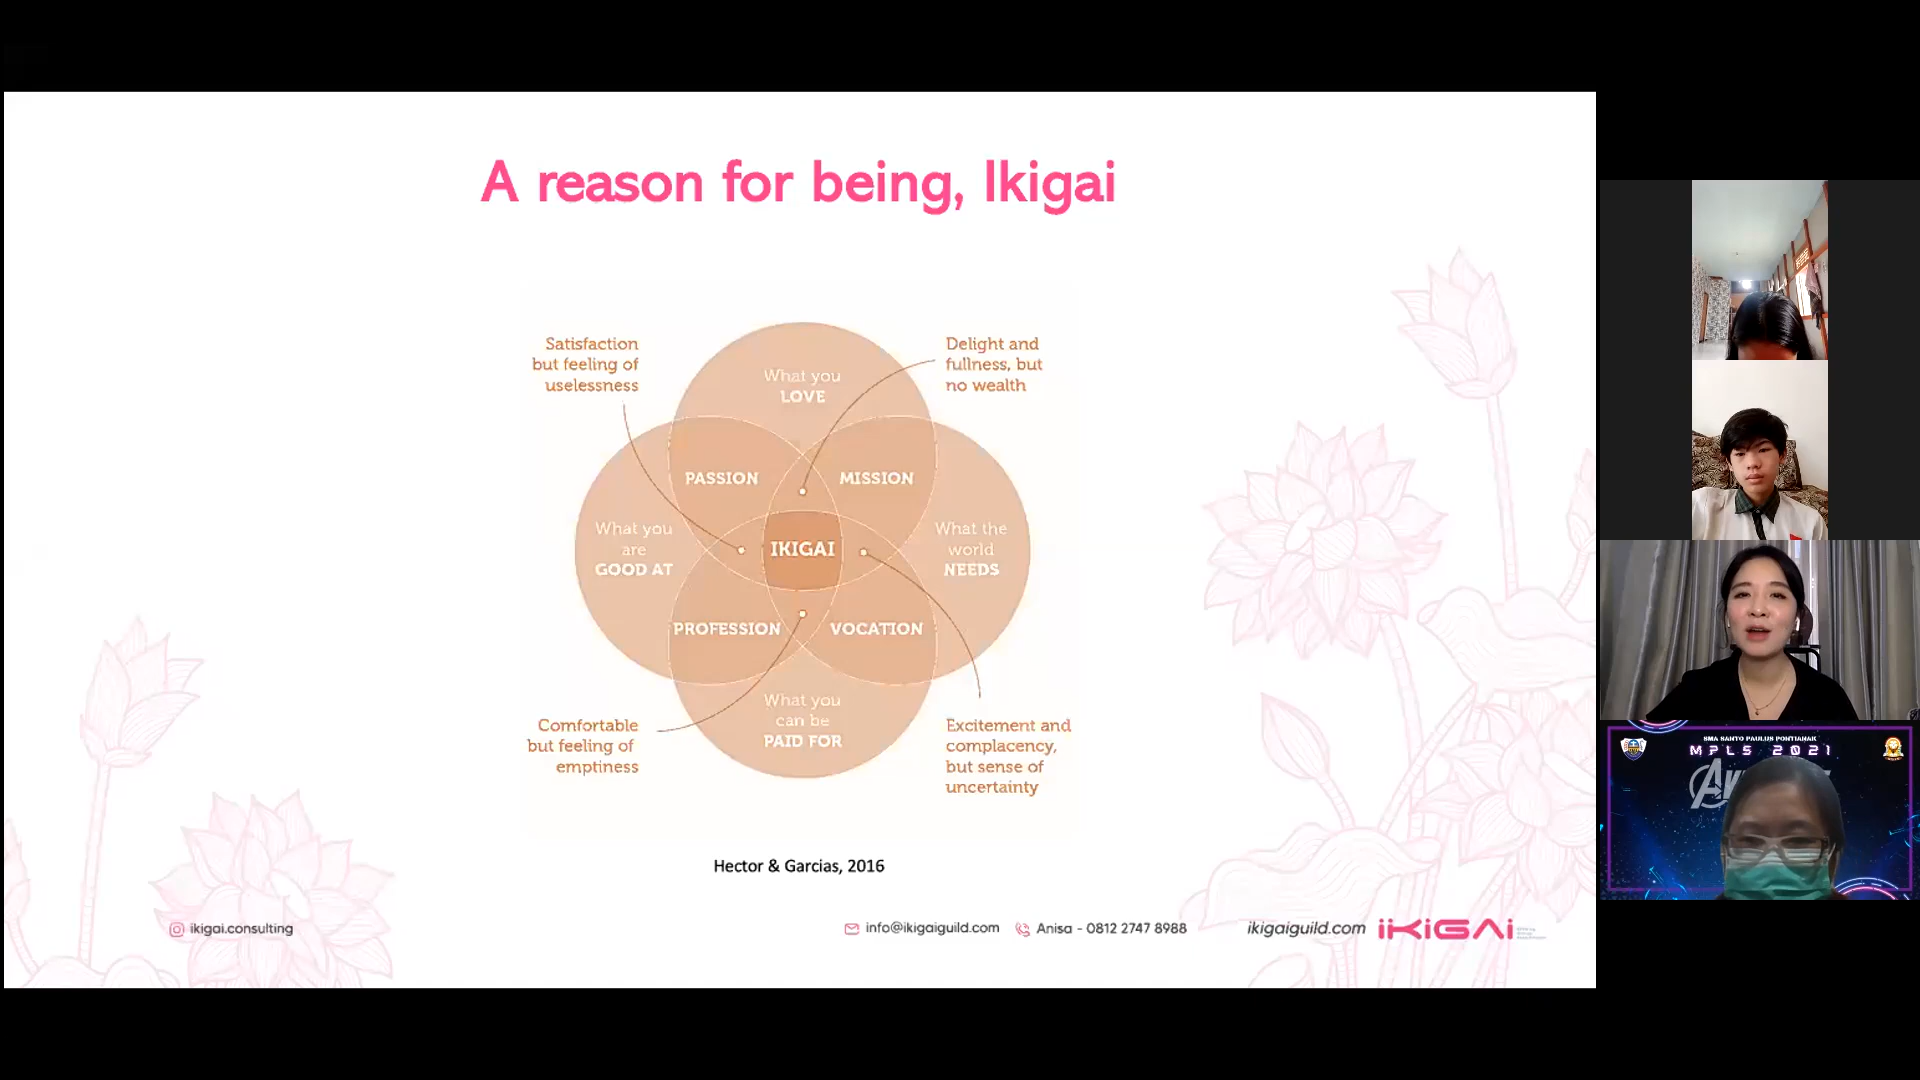 A reason for being, Ikigai
Satisfaction
but feeling of
uselessness
Delight and
fullness, but
no wealth
What you
LOVE
PASSION
MISSION
What you
are
GOOD AT
IKIGAI
What the
world
NEEDS
PROFESSION
VOCATION
What you
can be
PAID FOR
Comfortable
but feeling of
emptiness
Excitement and
complacency,
but sense of
uncertainty
Hector & Garcias, 2016
ikigai.consulting
info@ikigaiguild.com
Anisa - 0812 2747 8988
ikigaiguild.com
iKiGAi
SMA SANTO PAULUS PONTIANAK
MPLS 2021